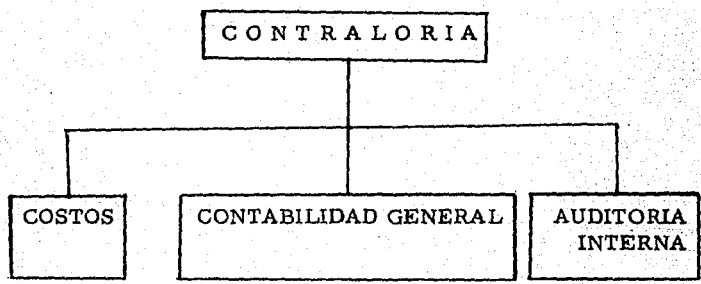 CONTRALORIA
COSTOS
CONTABILIDAD GENERAL
AUDITORIA
INTERNA